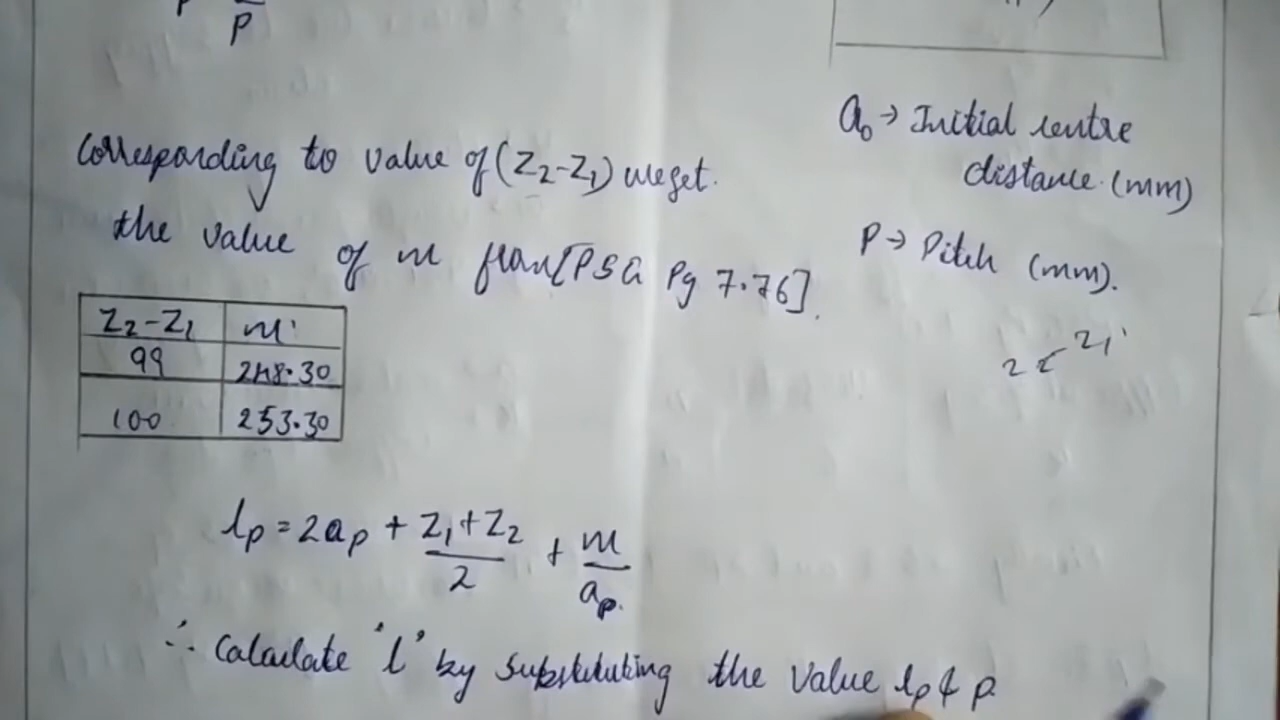 P
Corresponding to value of (Z2-Z1) we get.
the value of m from [PSG Pg 7.76].
Z2-Z1 m
99 248.30
100 253.30
lp = 2ap + Z1+Z2/2 + m/ap.
∴ Calculate 'l' by substituting the value lp & p
a0 → Initial centre
distance. (mm)
P → Pitch (mm).